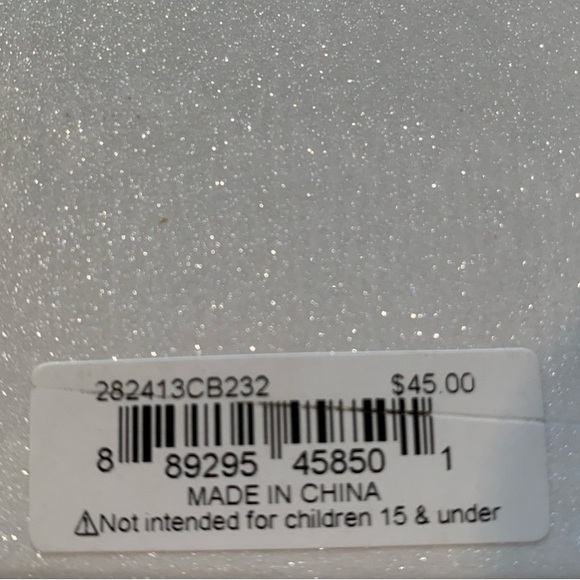 282413CB232 $45.00
8 89295 45850 1
MADE IN CHINA
⚠Not intended for children 15 & under